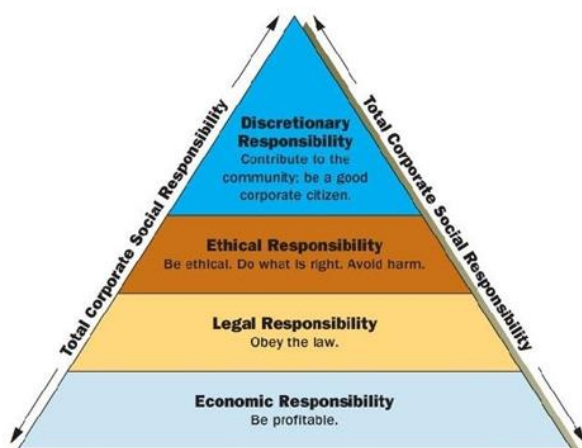 Discretionary
Responsibility
Contribute to the
community; be a good
corporate citizen.
Ethical Responsibility
Be ethical. Do what is right. Avoid harm.
Legal Responsibility
Obey the law.
Economic Responsibility
Be profitable.
Total Corporate Social Responsibility
Total Corporate Social Responsibility